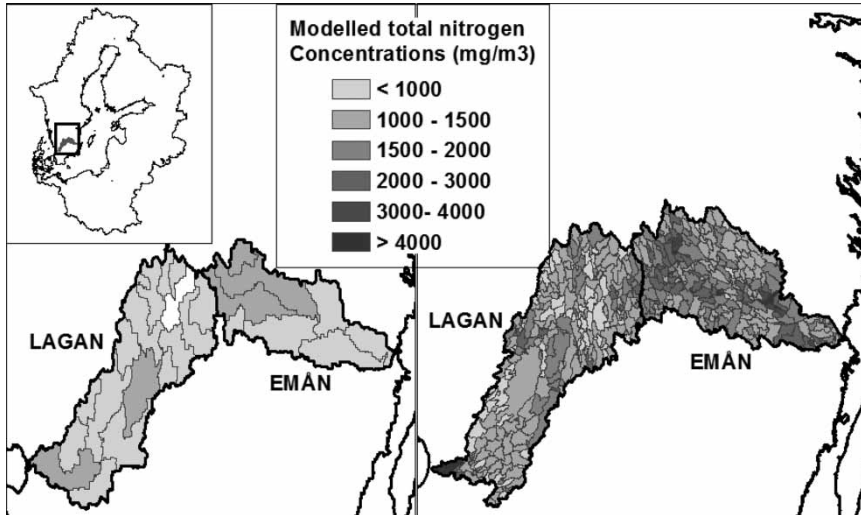 Modelled total nitrogen
Concentrations (mg/m3)
< 1000
1000 - 1500
1500 - 2000
2000 - 3000
3000- 4000
> 4000
LAGAN
EMÅN
LAGAN
EMÅN